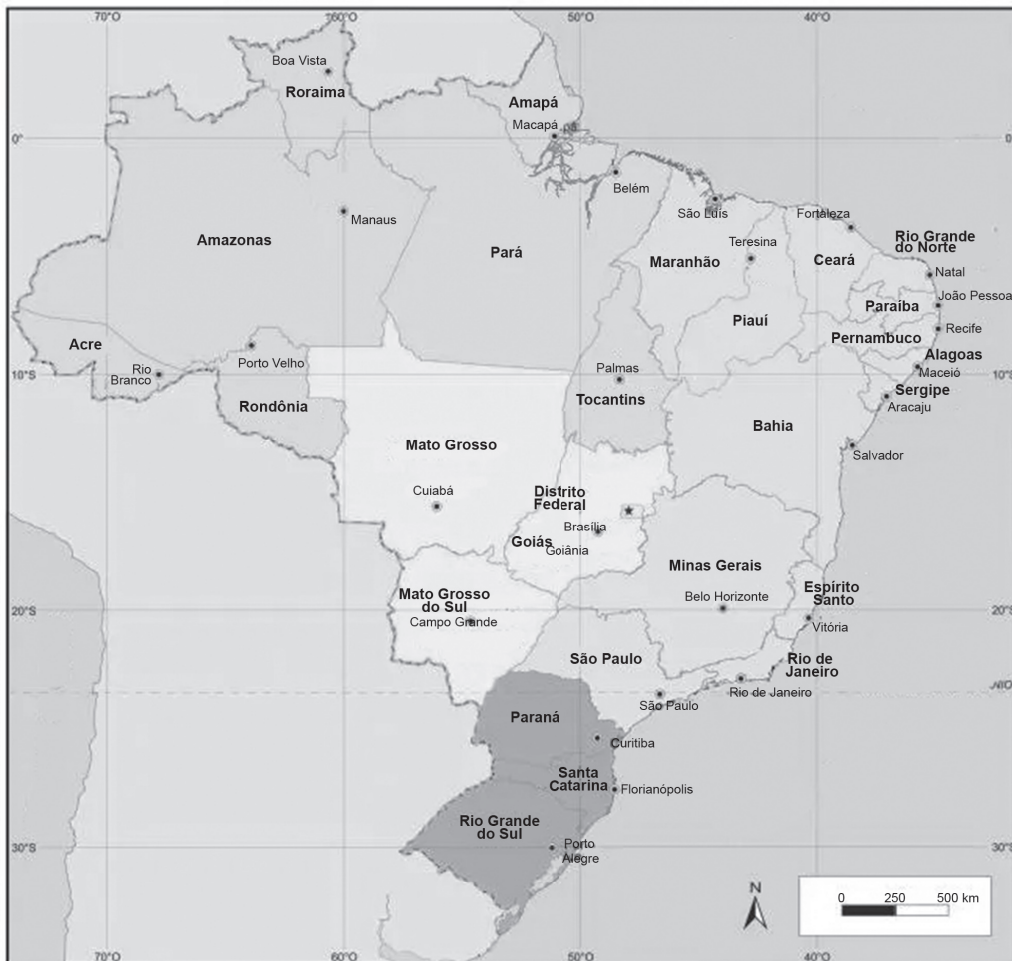 70°O
60°O
50°O
40°O
Boa Vista
Roraima
Amapá
Macapá
0°
Belém
São Luís
Fortaleza
Manaus
Amazonas
Pará
Teresina
Maranhão
Ceará
Rio Grande
do Norte
Natal
João Pessoa
Paraíba
Piauí
Recife
Pernambuco
Acre
Porto Velho
Alagoas
Rio
Branco
Palmas
Maceió
10°S
Tocantins
Sergipe
Aracaju
Rondônia
Bahia
Mato Grosso
Salvador
Cuiabá
Distrito
Federal
Brasília
Goiás
Goiânia
Minas Gerais
Mato Grosso
do Sul
Belo Horizonte
Espírito
Santo
20°S
20°S
Campo Grande
Vitória
São Paulo
Rio de
Janeiro
São Paulo
Rio de Janeiro
Paraná
Curitiba
Santa
Catarina
Florianópolis
Rio Grande
do Sul
Porto
Alegre
30°S
30°S
N
0 250 500 km
70°O
60°O
50°O
40°O